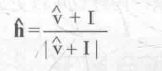 ĥ = (v̂ + I) / |v̂ + I|